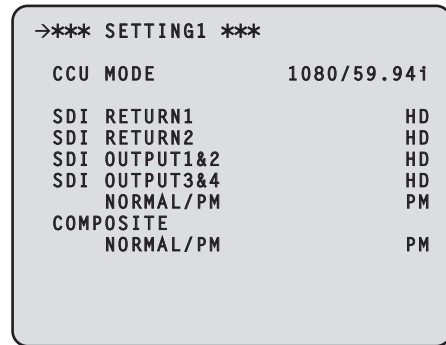 →*** SETTING1 ***
CCU MODE 1080/59.94i
SDI RETURN1 HD
SDI RETURN2 HD
SDI OUTPUT1&2 HD
SDI OUTPUT3&4 HD
NORMAL/PM PM
COMPOSITE
NORMAL/PM PM